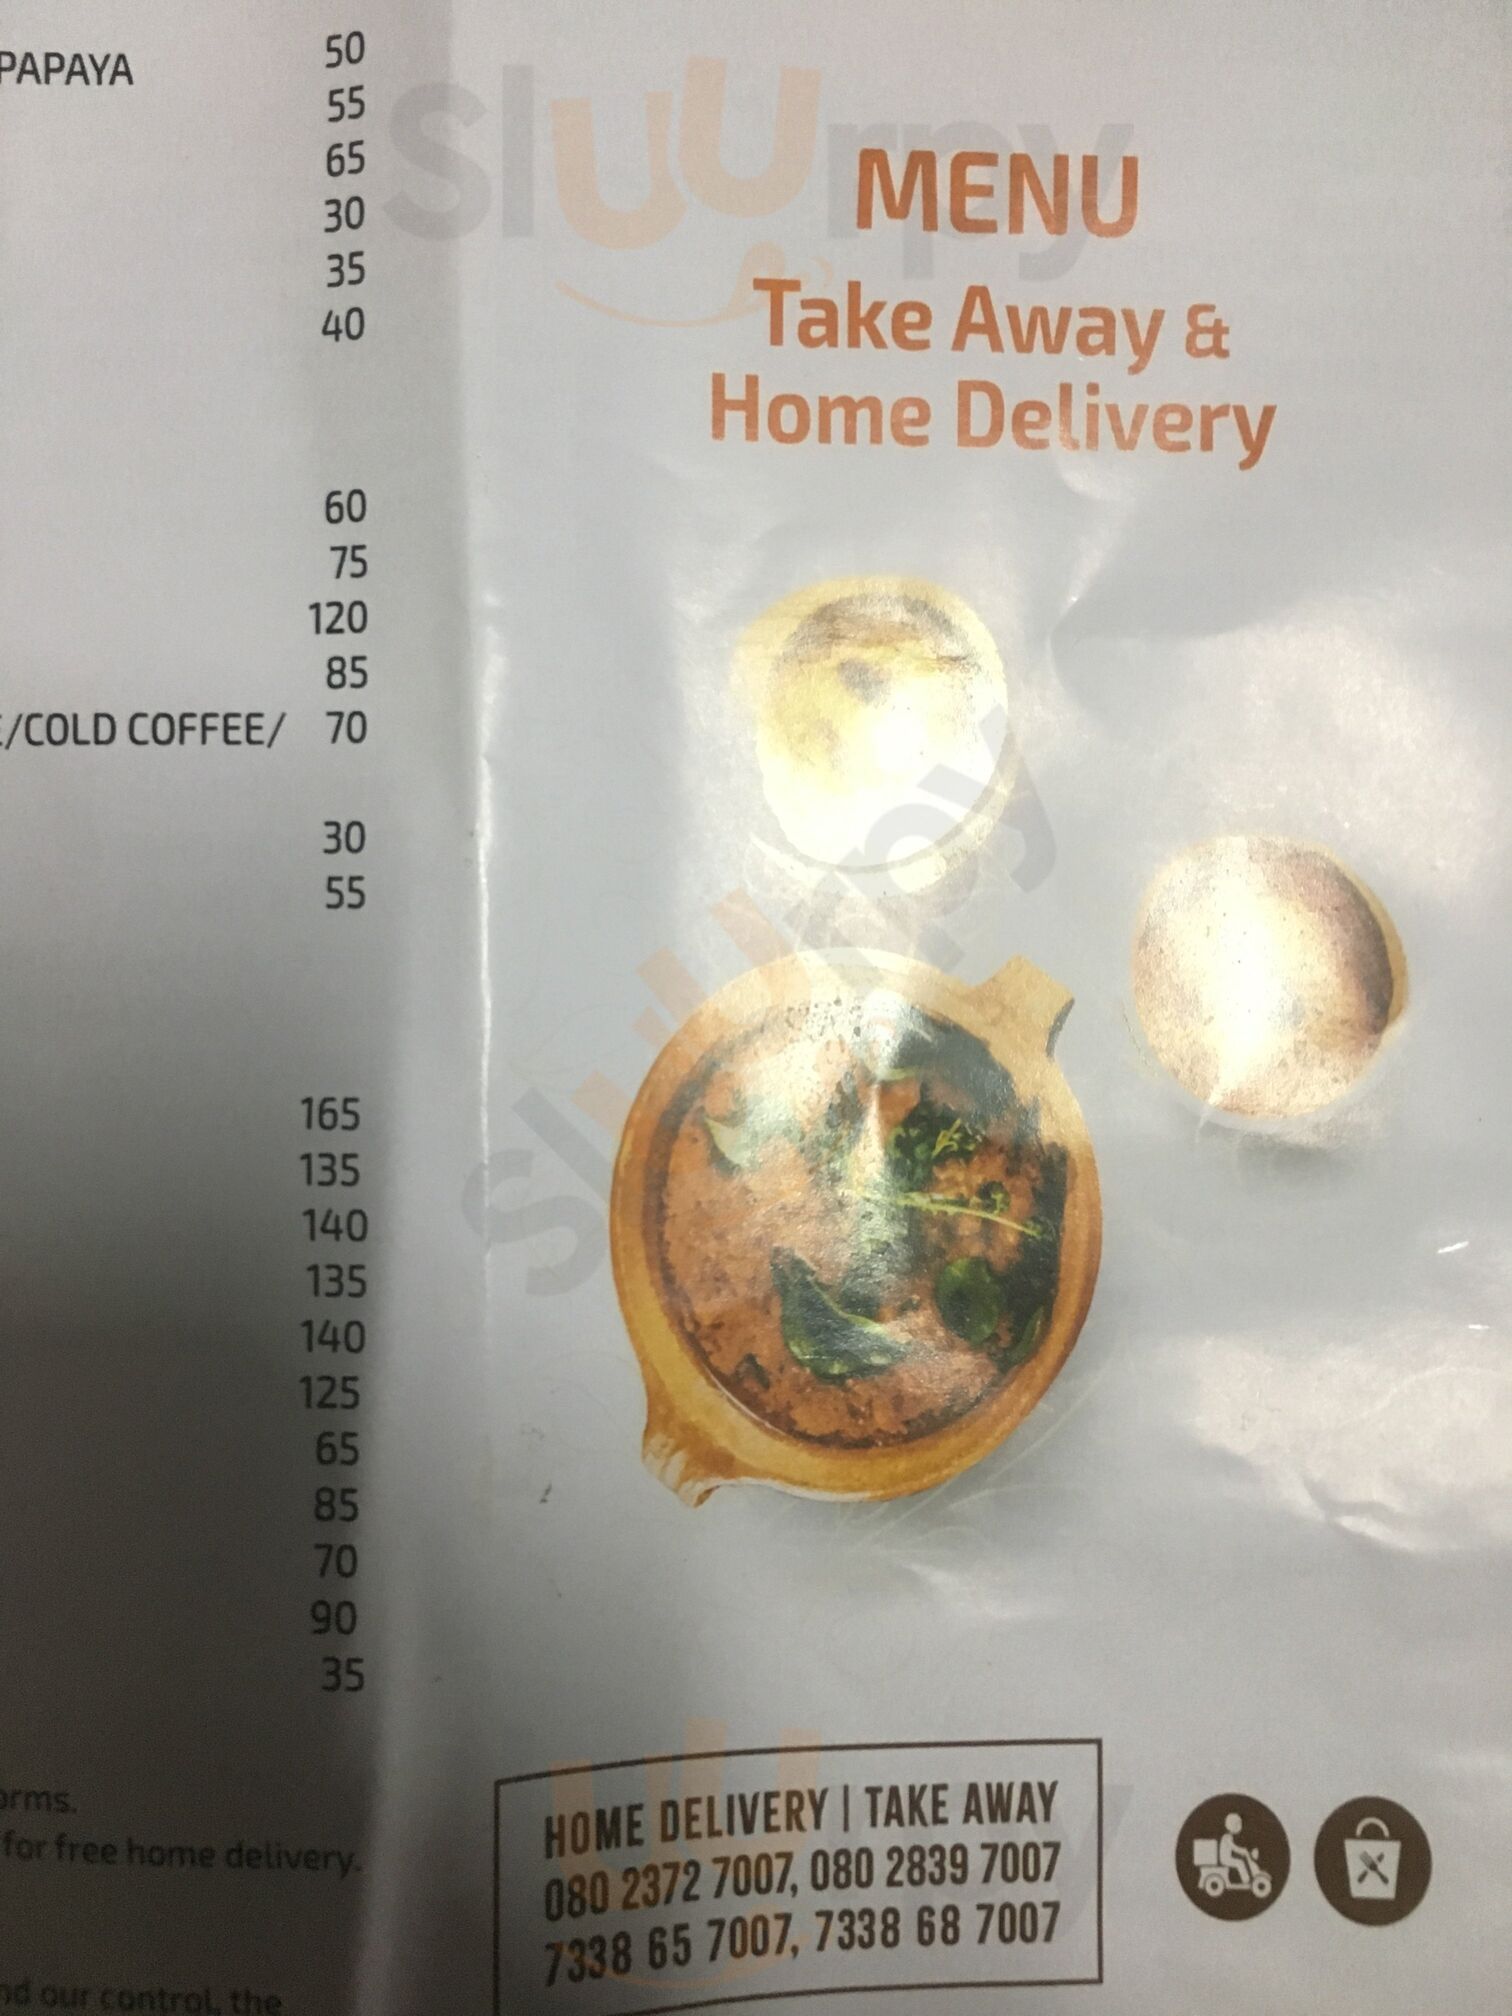 PAPAYA 50
55
65
30
35
40
60
75
120
85
/COLD COFFEE/ 70
30
55
165
135
140
135
140
125
65
85
70
90
35
for free home delivery.
our control, the
Sluurpy
MENU
Take Away &
Home Delivery
Sluurpy
HOME DELIVERY | TAKE AWAY
080 2372 7007, 080 2839 7007
7338 65 7007, 7338 68 7007